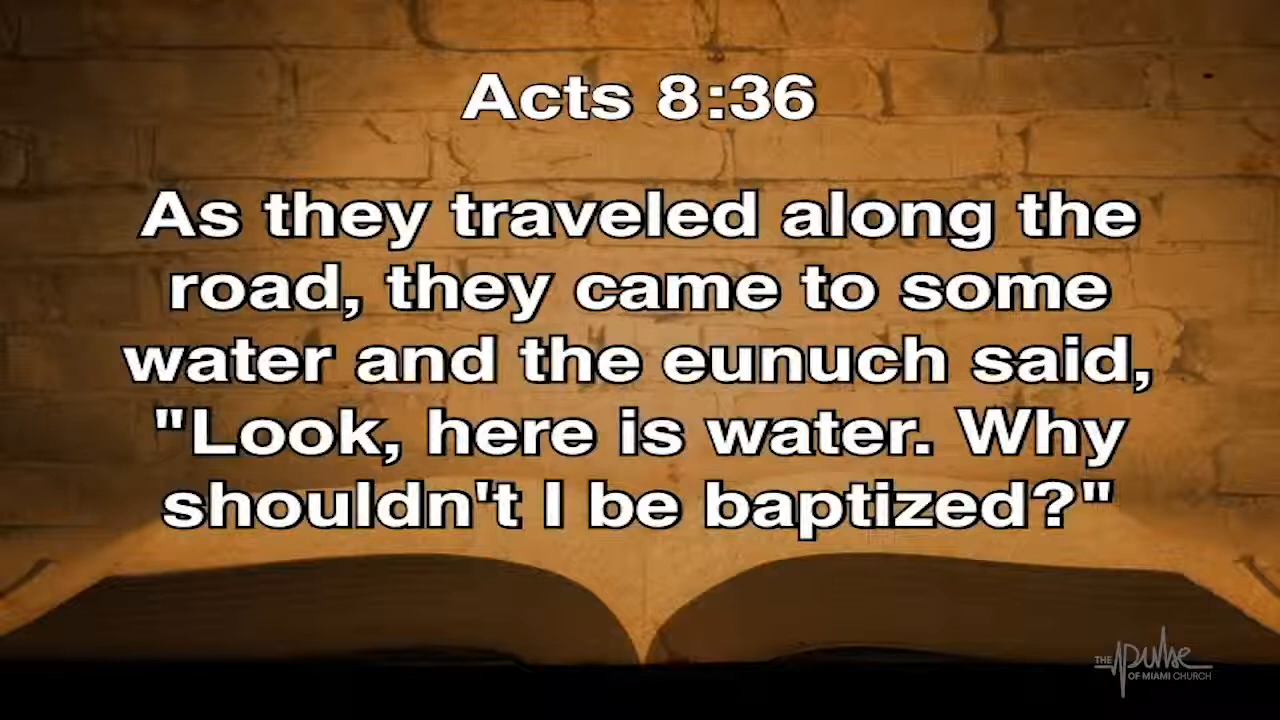 Acts 8:36
As they traveled along the
road, they came to some
water and the eunuch said,
"Look, here is water. Why
shouldn't I be baptized?"
THE pulse
OF MIAMI CHURCH